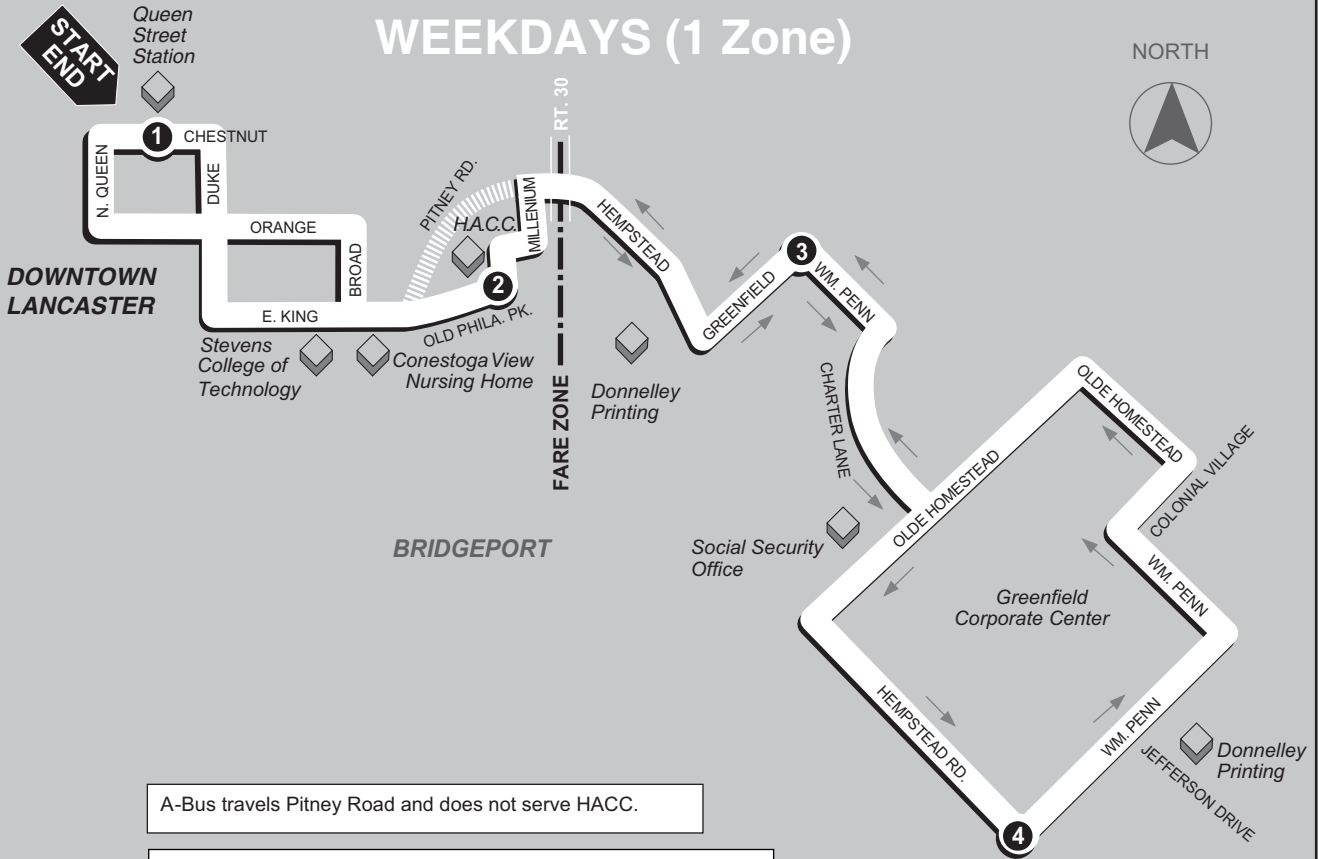 START
END
Queen
Street
Station
WEEKDAYS (1 Zone)
NORTH
RT. 30
1
CHESTNUT
N. QUEEN
DUKE
ORANGE
BROAD
E. KING
DOWNTOWN
LANCASTER
PITNEY RD.
H.A.C.C.
MILLENIUM
2
OLD PHILA. PK.
Stevens
College of
Technology
Conestoga View
Nursing Home
FARE ZONE
HEMPSTEAD
Donnelley
Printing
GREENFIELD
3
WM. PENN
CHARTER LANE
BRIDGEPORT
Social Security
Office
OLDE HOMESTEAD
OLDE HOMESTEAD
COLONIAL VILLAGE
WM. PENN
Greenfield
Corporate Center
HEMPSTEAD RD.
WM. PENN
Donnelley
Printing
JEFFERSON DRIVE
4
A-Bus travels Pitney Road and does not serve HACC.